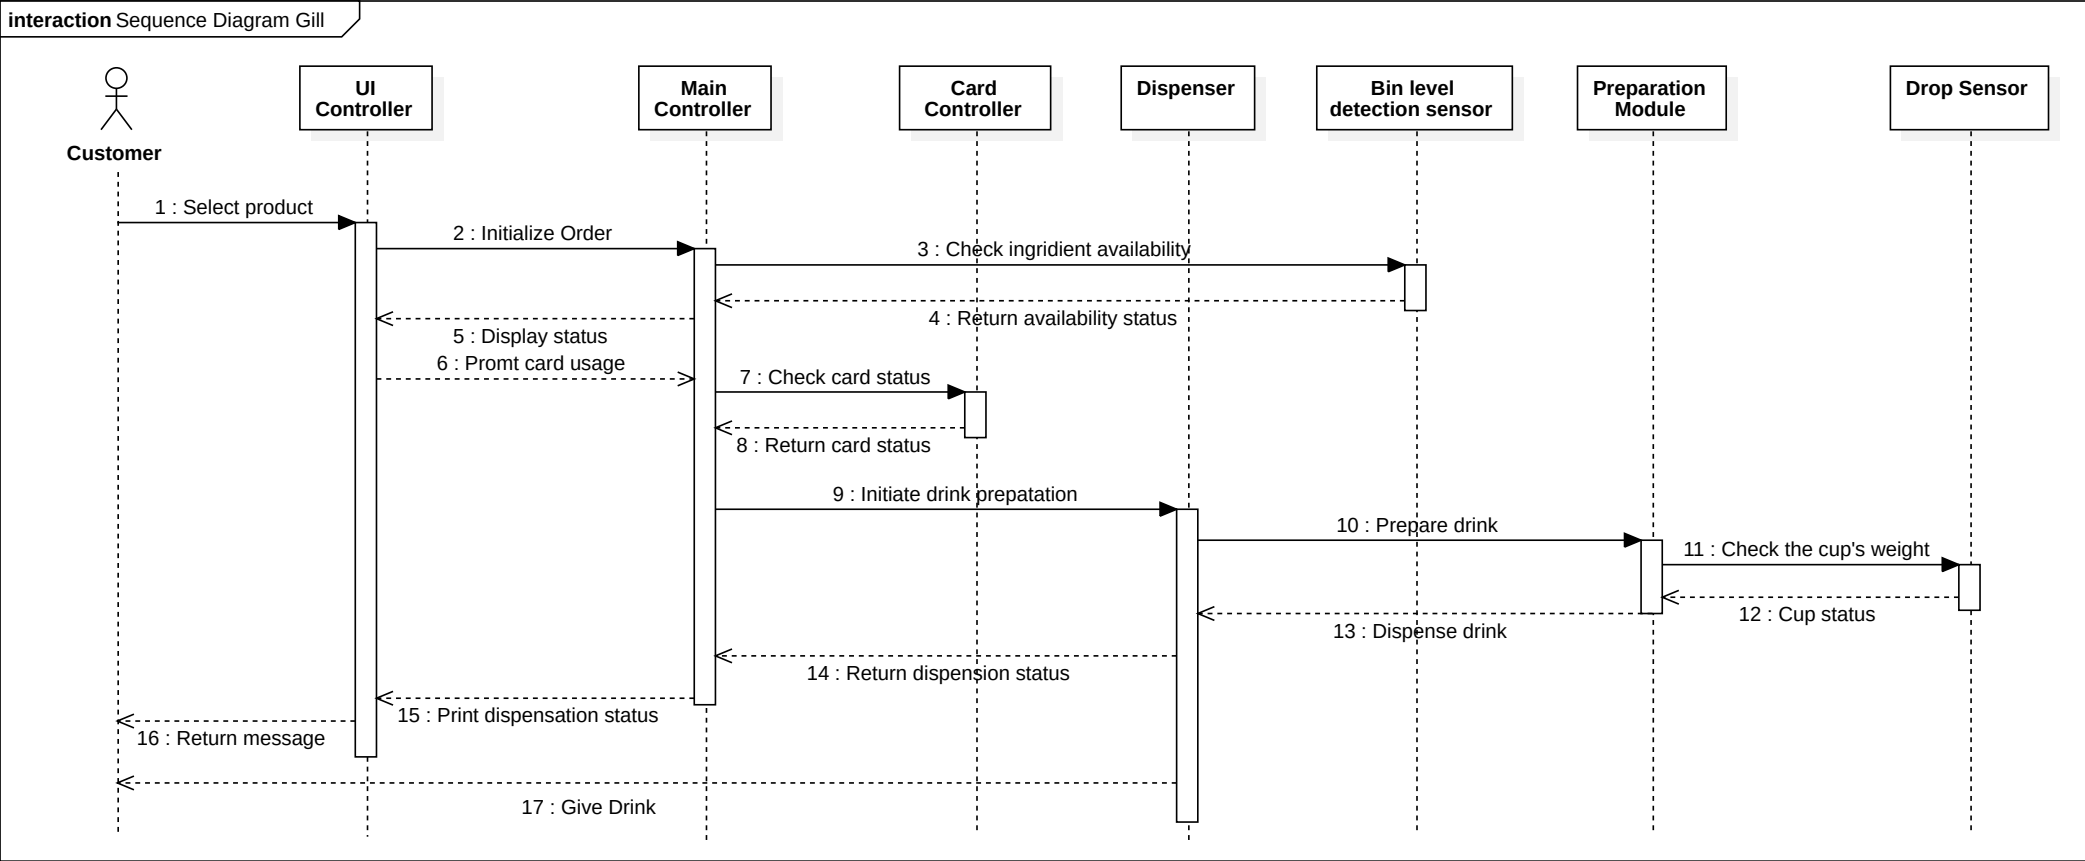 interaction Sequence Diagram Gill
Customer
UI
Controller
Main
Controller
Card
Controller
Dispenser
Bin level
detection sensor
Preparation
Module
Drop Sensor
1 : Select product
2 : Initialize Order
3 : Check ingridient availability
4 : Return availability status
5 : Display status
6 : Promt card usage
7 : Check card status
8 : Return card status
9 : Initiate drink prepatation
10 : Prepare drink
11 : Check the cup's weight
12 : Cup status
13 : Dispense drink
14 : Return dispension status
15 : Print dispensation status
16 : Return message
17 : Give Drink